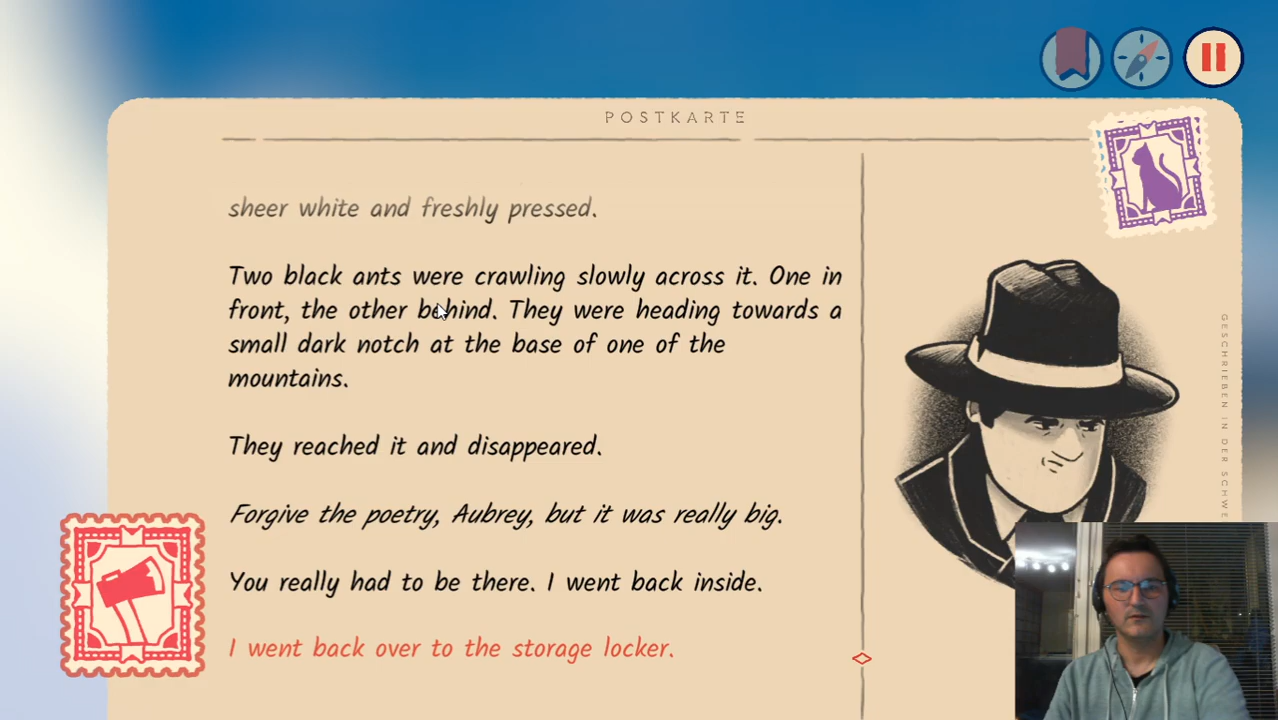 POSTKARTE
sheer white and freshly pressed.
Two black ants were crawling slowly across it. One in
front, the other behind. They were heading towards a
small dark notch at the base of one of the
mountains.
They reached it and disappeared.
Forgive the poetry, Aubrey, but it was really big.
You really had to be there. I went back inside.
I went back over to the storage locker.
GESCHRIEBEN IN DER SCHWE